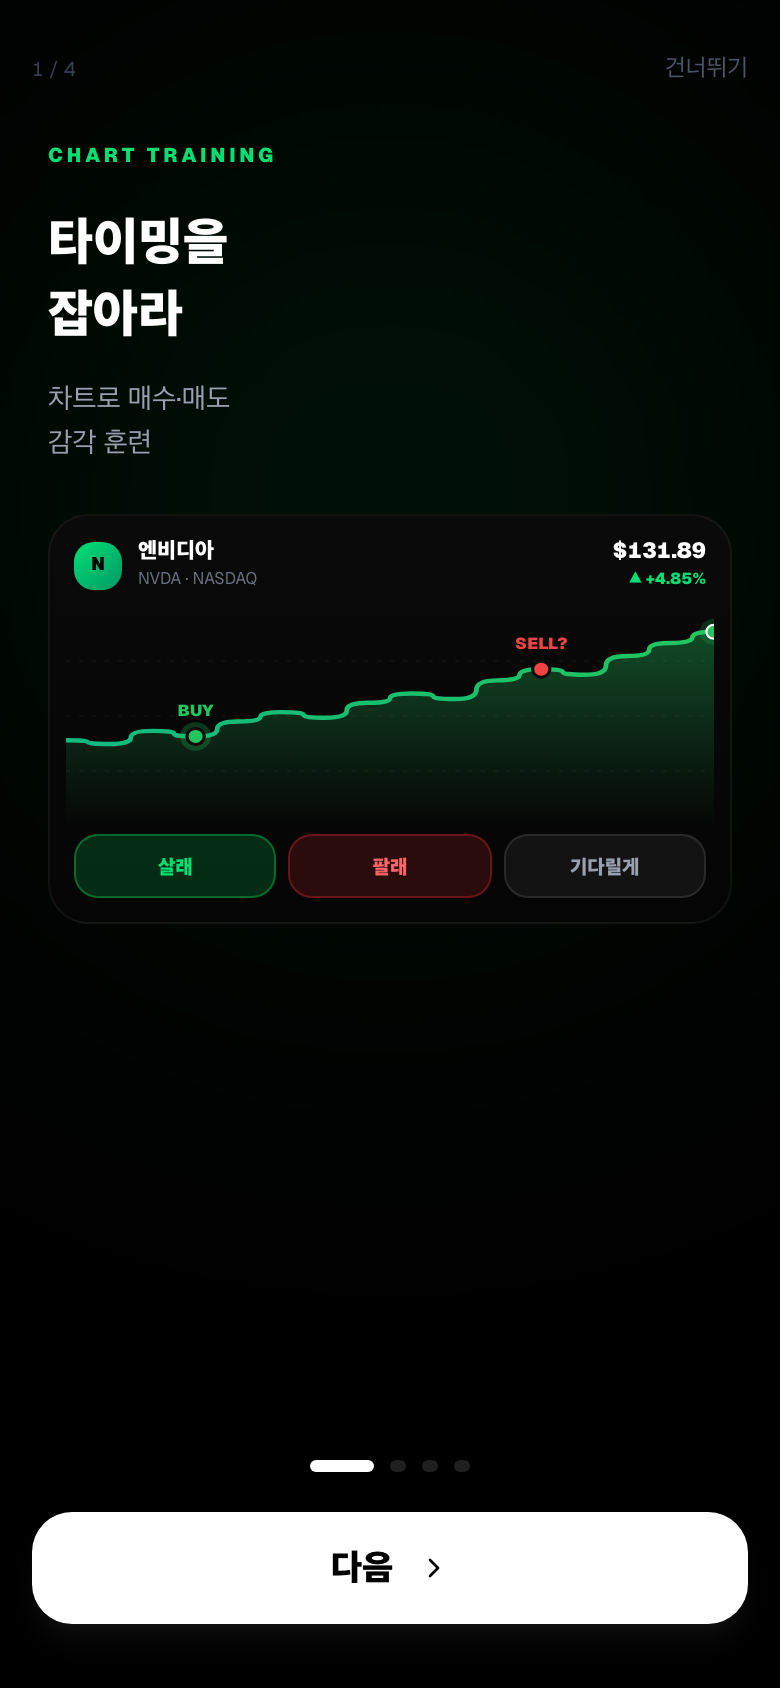 1 / 4
건너뛰기
CHART TRAINING
타이밍을
잡아라
차트로 매수·매도
감각 훈련
N
엔비디아
$131.89
NVDA · NASDAQ
▲ +4.85%
SELL?
BUY
살래
팔래
기다릴게
다음